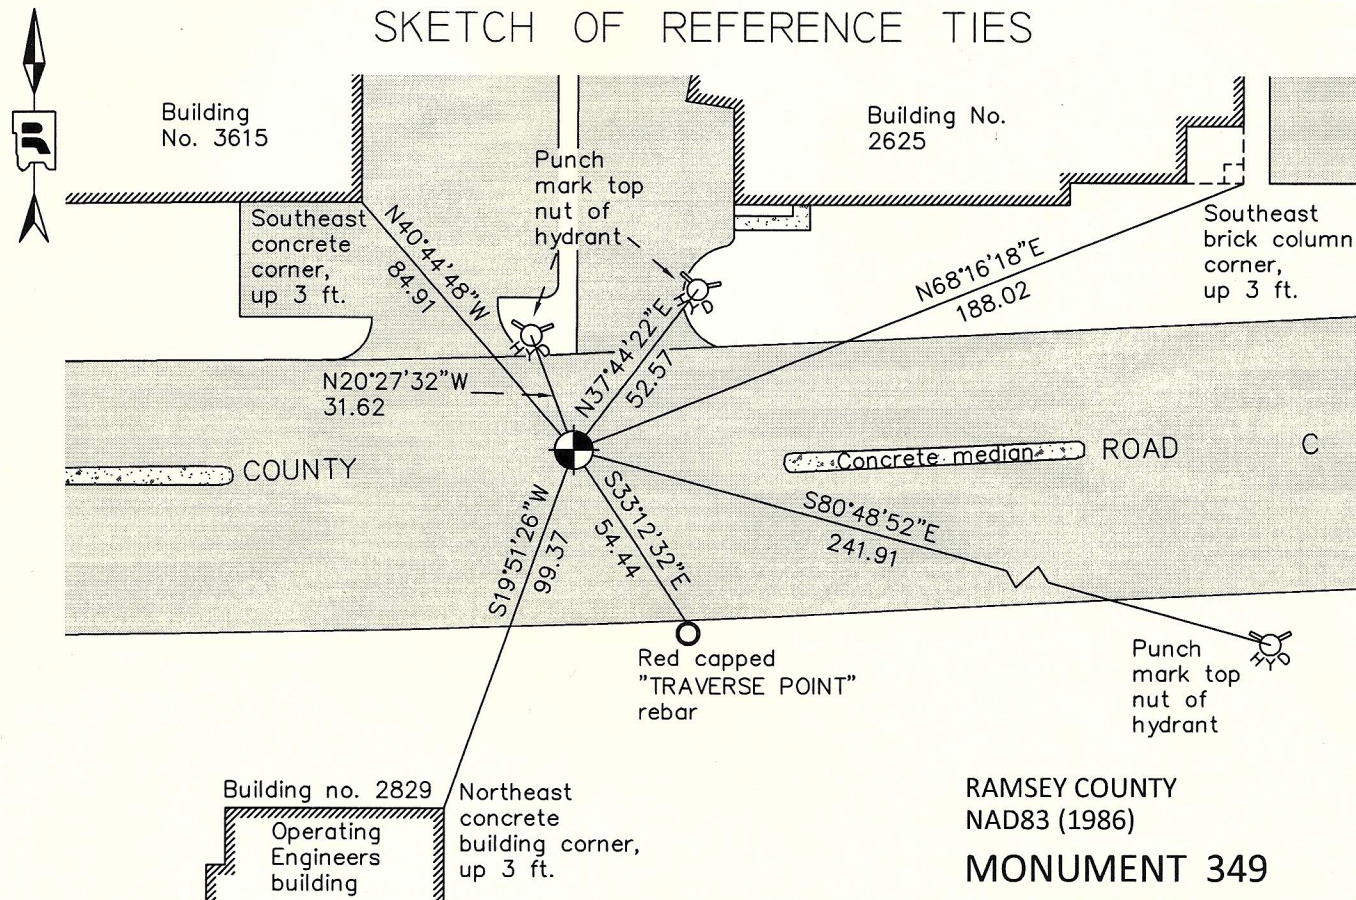 SKETCH OF REFERENCE TIES
Building
No. 3615
Building No.
2625
Punch
mark top
nut of
hydrant
Southeast
concrete
corner,
up 3 ft.
N40°44'48"W
84.91
Southeast
brick column
corner,
up 3 ft.
N68°16'18"E
188.02
HYD
HYD
N37°44'22"E
52.57
N20°27'32"W
31.62
COUNTY
Concrete median
ROAD
C
S80°48'52"E
241.91
S33°12'32"E
54.44
S19°51'26"W
99.37
Red capped
"TRAVERSE POINT"
rebar
Punch
mark top
nut of
hydrant
HYD
Building no. 2829
Northeast
concrete
building corner,
up 3 ft.
Operating
Engineers
building
RAMSEY COUNTY
NAD83 (1986)
MONUMENT 349